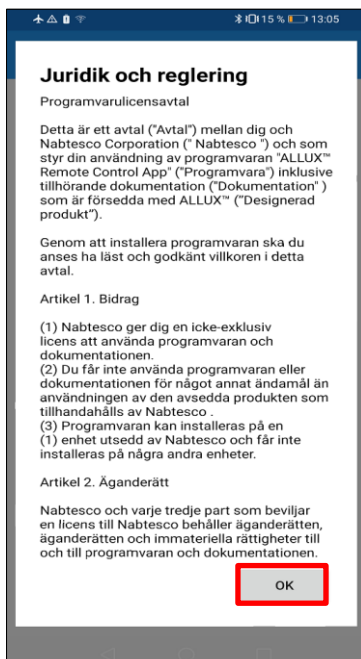 15 % 13:05
Juridik och reglering
Programvarulicensavtal
Detta är ett avtal ("Avtal") mellan dig och
Nabtesco Corporation (" Nabtesco ") och som
styr din användning av programvaran "ALLUX™
Remote Control App" ("Programvara") inklusive
tillhörande dokumentation ("Dokumentation" )
som är försedda med ALLUX™ ("Designerad
produkt").
Genom att installera programvaran ska du
anses ha läst och godkänt villkoren i detta
avtal.
Artikel 1. Bidrag
(1) Nabtesco ger dig en icke-exklusiv
licens att använda programvaran och
dokumentationen.
(2) Du får inte använda programvaran eller
dokumentationen för något annat ändamål än
användningen av den avsedda produkten som
tillhandahålls av Nabtesco .
(3) Programvaran kan installeras på en
(1) enhet utsedd av Nabtesco och får inte
installeras på några andra enheter.
Artikel 2. Äganderätt
Nabtesco och varje tredje part som beviljar
en licens till Nabtesco behåller äganderätten,
äganderätten och immateriella rättigheter till
och till programvaran och dokumentationen.
OK